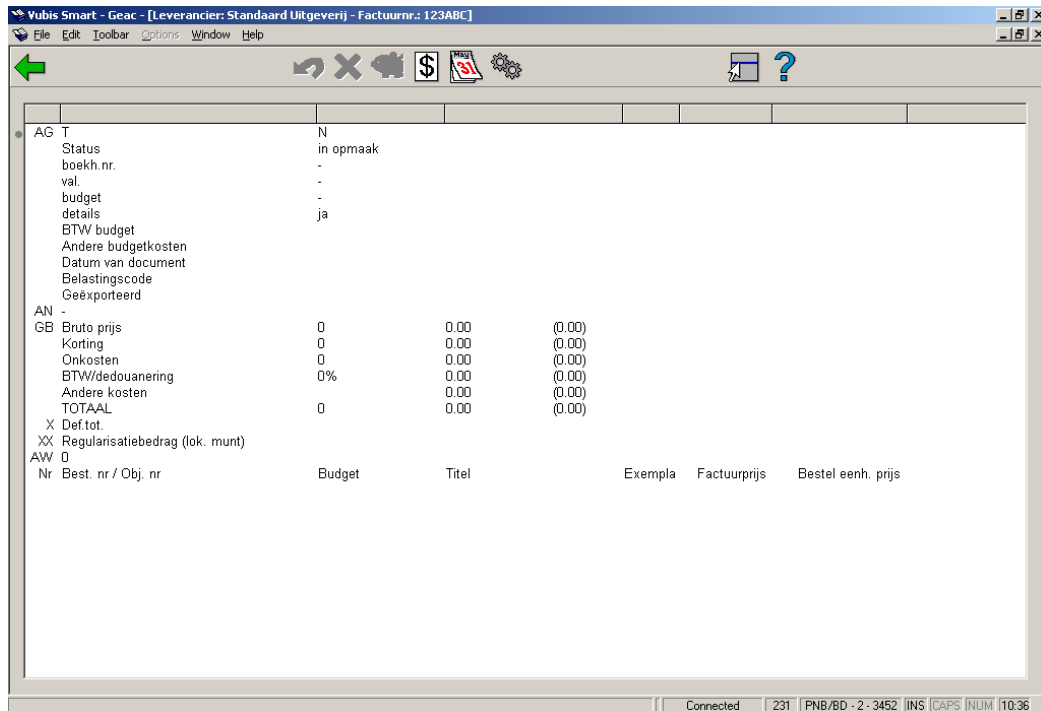 Vubis Smart - Geac - [Leverancier: Standaard Uitgeverij - Factuurnr.: 123ABC]
File Edit Toolbar Options Window Help
$ May 31 ?
AG T N
Status in opmaak
boekh.nr. -
val. -
budget -
details ja
BTW budget
Andere budgetkosten
Datum van document
Belastingscode
Geëxporteerd
AN -
GB Bruto prijs 0 0.00 (0.00)
Korting 0 0.00 (0.00)
Onkosten 0 0.00 (0.00)
BTW/dedouanering 0% 0.00 (0.00)
Andere kosten 0.00 (0.00)
TOTAAL 0 0.00 (0.00)
X Def.tot.
XX Regularisatiebedrag (lok. munt)
AW 0
Nr Best. nr / Obj. nr Budget Titel Exempla Factuurprijs Bestel eenh. prijs
Connected 231 PNB/BD - 2 - 3452 INS CAPS NUM 10:36